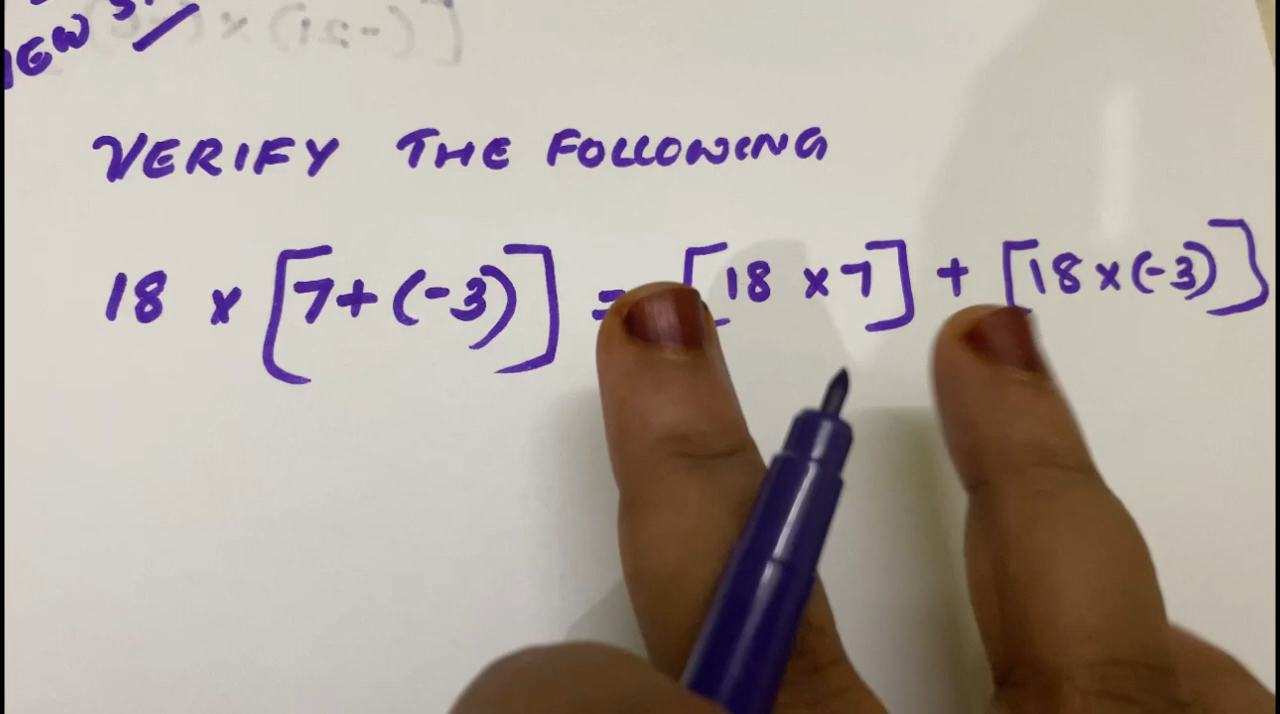 VERIFY THE FOLLOWING
18 × [7+(-3)] = [18 × 7] + [18 × (-3)]